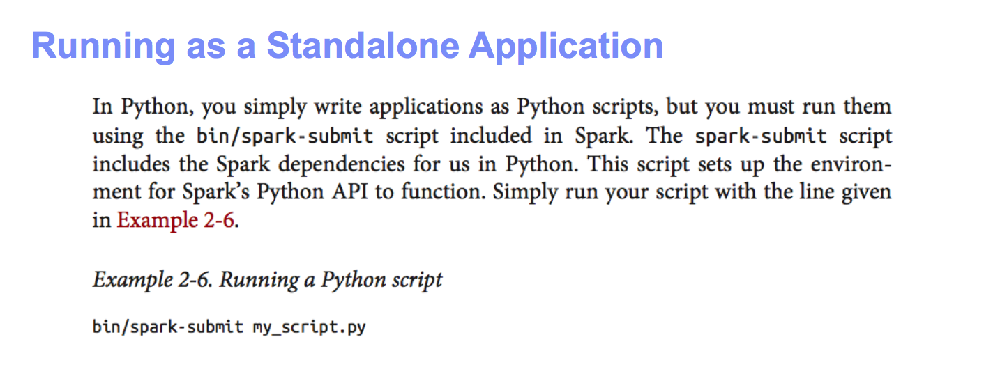 Running as a Standalone Application
In Python, you simply write applications as Python scripts, but you must run them
using the bin/spark-submit script included in Spark. The spark-submit script
includes the Spark dependencies for us in Python. This script sets up the environ-
ment for Spark’s Python API to function. Simply run your script with the line given
in Example 2-6.
Example 2-6. Running a Python script
bin/spark-submit my_script.py